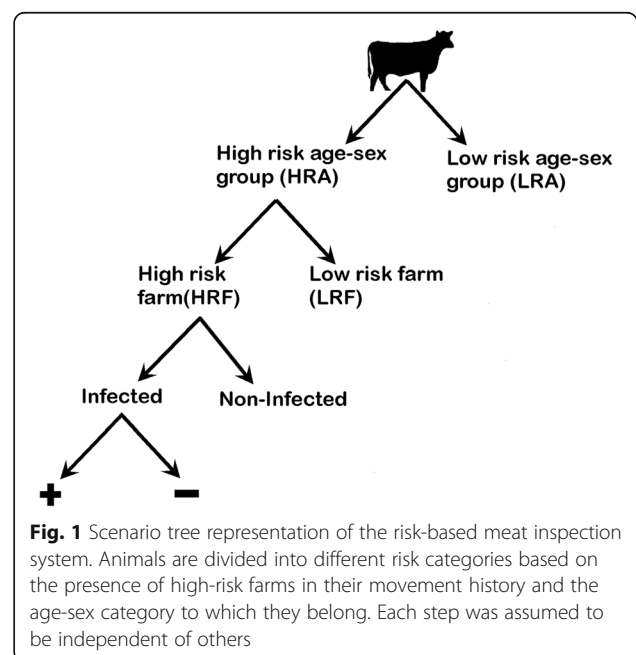 High risk age-sex
group (HRA)
Low risk age-sex
group (LRA)
High risk
farm(HRF)
Low risk farm
(LRF)
Infected
Non-Infected
+
−
Fig. 1 Scenario tree representation of the risk-based meat inspection
system. Animals are divided into different risk categories based on
the presence of high-risk farms in their movement history and the
age-sex category to which they belong. Each step was assumed to
be independent of others